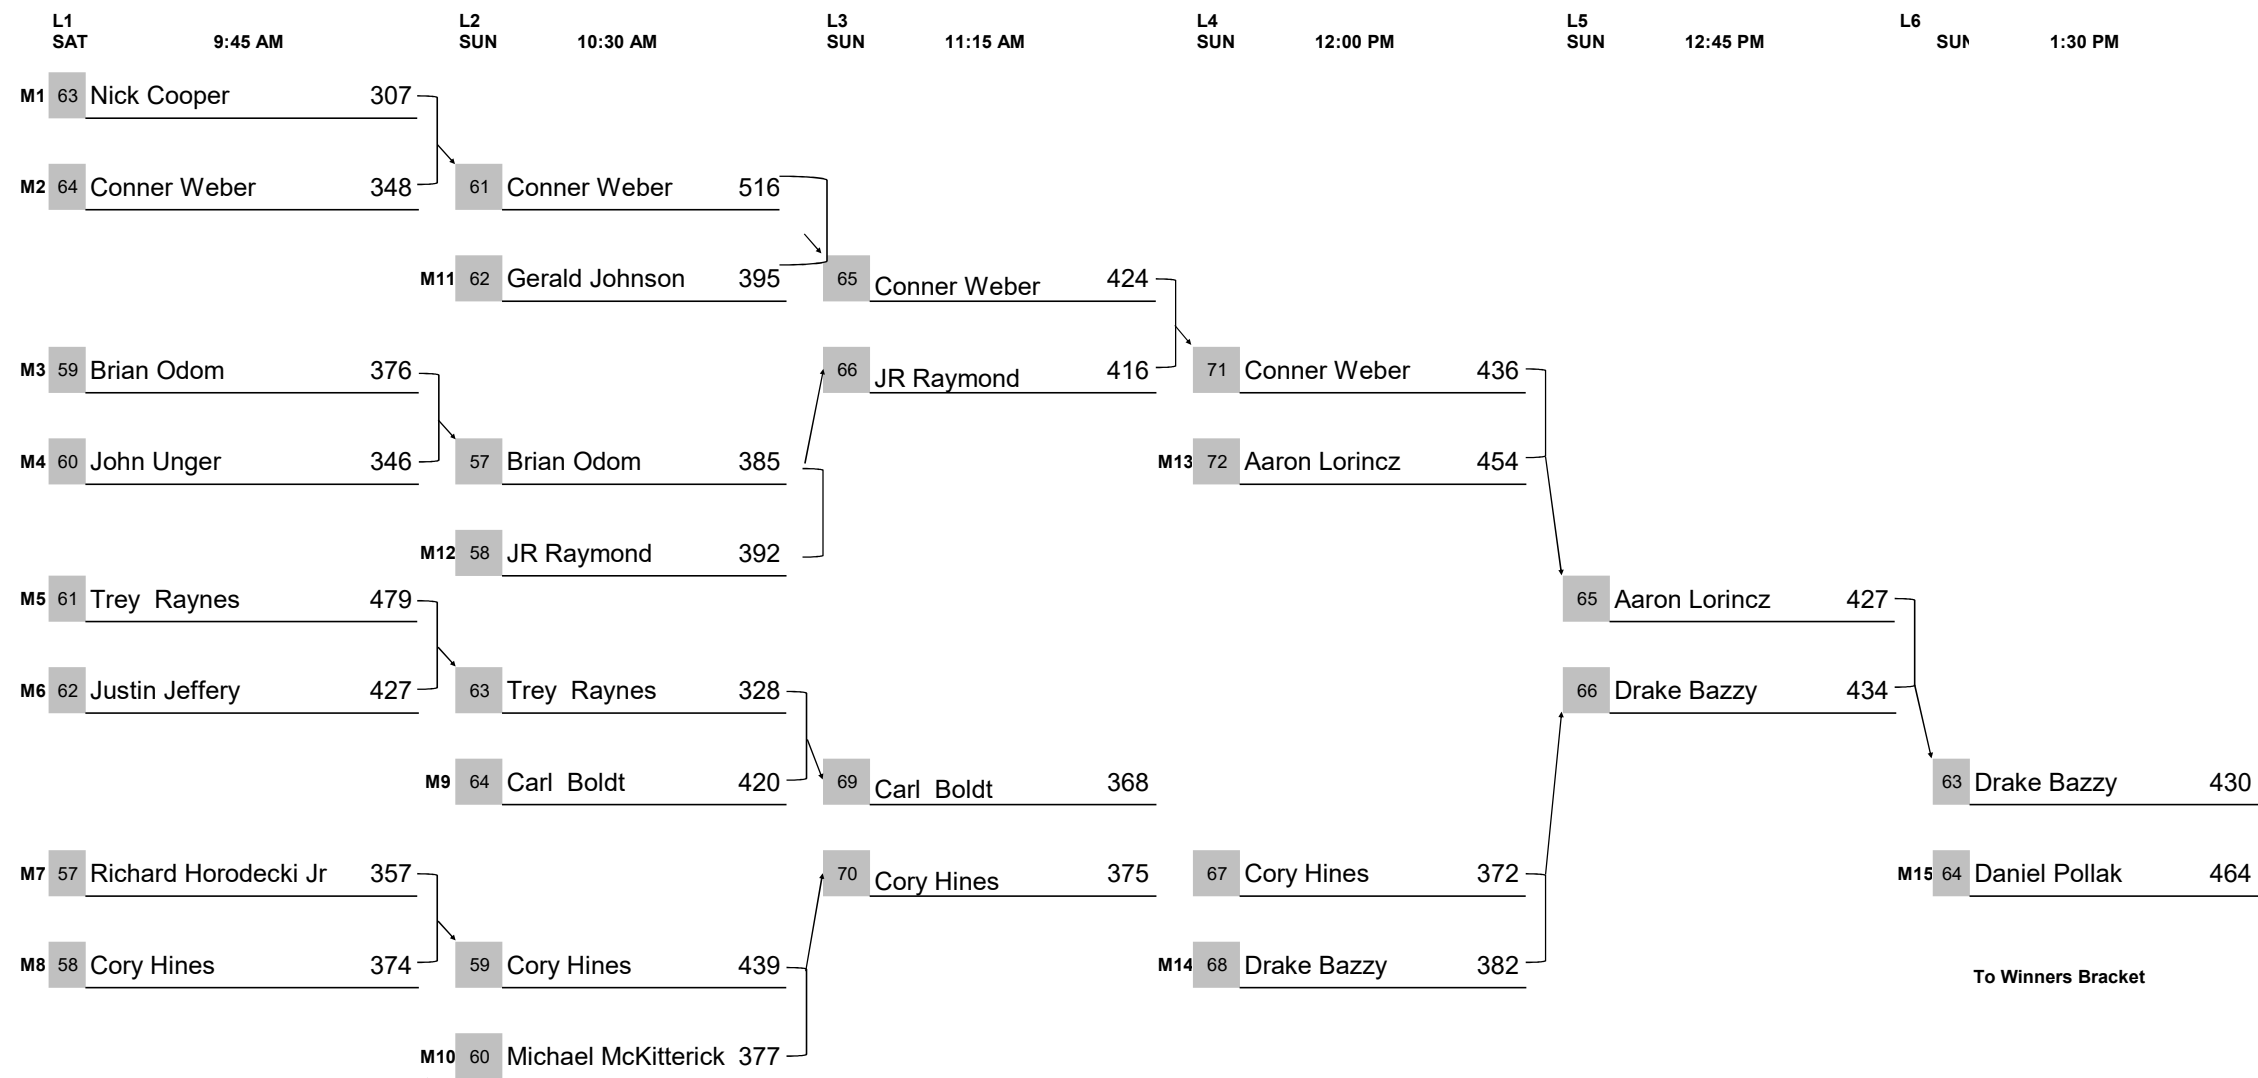 L1 L2 L3 L4 L5 L6
SAT 9:45 AM SUN 10:30 AM SUN 11:15 AM SUN 12:00 PM SUN 12:45 PM SUN 1:30 PM
M1 63 Nick Cooper 307
M2 64 Conner Weber 348 61 Conner Weber 516
M11 62 Gerald Johnson 395 65 Conner Weber 424
M3 59 Brian Odom 376 66 JR Raymond 416 71 Conner Weber 436
M4 60 John Unger 346 57 Brian Odom 385 M13 72 Aaron Lorincz 454
M12 58 JR Raymond 392
M5 61 Trey Raynes 479 65 Aaron Lorincz 427
M6 62 Justin Jeffery 427 63 Trey Raynes 328 66 Drake Bazzy 434
M9 64 Carl Boldt 420 69 Carl Boldt 368 63 Drake Bazzy 430
M7 57 Richard Horodecki Jr 357 70 Cory Hines 375 67 Cory Hines 372 M15 64 Daniel Pollak 464
M8 58 Cory Hines 374 59 Cory Hines 439 M14 68 Drake Bazzy 382
To Winners Bracket
M10 60 Michael McKitterick 377